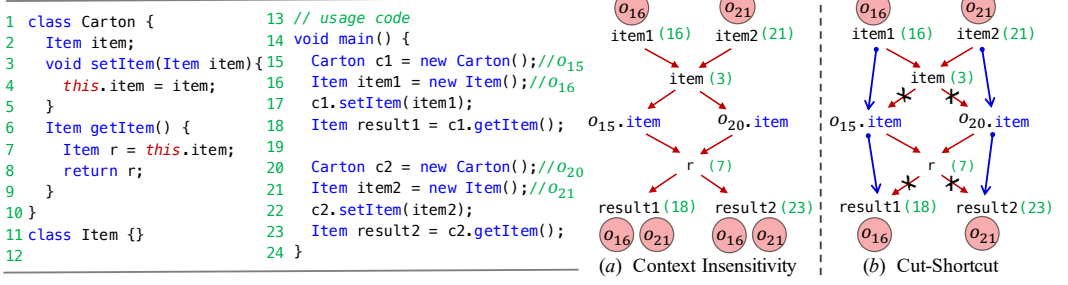 1 class Carton {
2 Item item;
3 void setItem(Item item){
4 this.item = item;
5 }
6 Item getItem() {
7 Item r = this.item;
8 return r;
9 }
10 }
11 class Item {}
12
13 // usage code
14 void main() {
15 Carton c1 = new Carton();//o₁₅
16 Item item1 = new Item();//o₁₆
17 c1.setItem(item1);
18 Item result1 = c1.getItem();
19
20 Carton c2 = new Carton();//o₂₀
21 Item item2 = new Item();//o₂₁
22 c2.setItem(item2);
23 Item result2 = c2.getItem();
24 }
o₁₆ o₂₁
item1 (16) item2 (21)
item (3)
o₁₅.item o₂₀.item
r (7)
result1 (18) result2 (23)
o₁₆ o₂₁ o₁₆ o₂₁
(a) Context Insensitivity
o₁₆ o₂₁
item1 (16) item2 (21)
item (3)
o₁₅.item o₂₀.item
r (7)
result1 (18) result2 (23)
o₁₆ o₂₁
(b) Cut-Shortcut